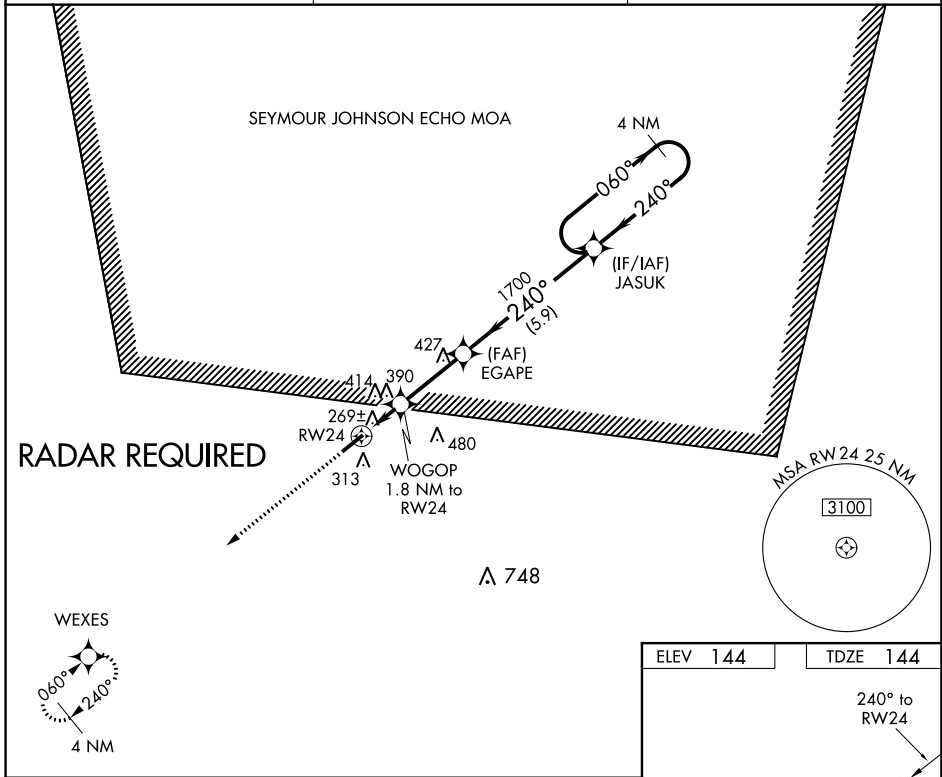 SEYMOUR JOHNSON ECHO MOA
4 NM
060°
240°
(IF/IAF)
JASUK
1700
240°
(5.9)
427
(FAF)
EGAPE
414
390
269±
RW24
480
313
WOGOP
1.8 NM to
RW24
RADAR REQUIRED
MSA RW24 25 NM
3100
748
WEXES
060°
240°
4 NM
ELEV 144
TDZE 144
240° to
RW24